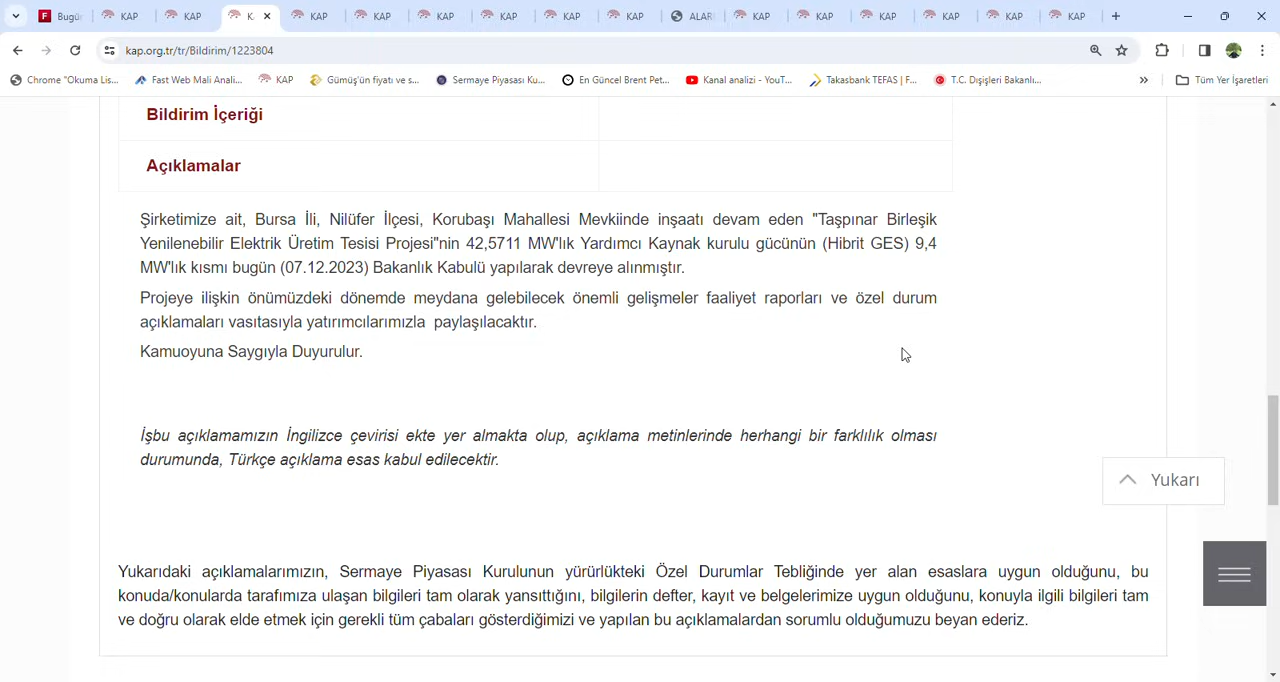 Bugü
KAP
KAP
K
KAP
KAP
KAP
KAP
KAP
KAP
ALAR
KAP
KAP
KAP
KAP
KAP
KAP
kap.org.tr/tr/Bildirim/1223804
Chrome "Okuma Lis...
Fast Web Mali Anali...
KAP
Gümüş'ün fiyatı ve s...
Sermaye Piyasası Ku...
En Güncel Brent Pet...
Kanal analizi - YouT...
Takasbank TEFAS | F...
T.C. Dışişleri Bakanlı...
Tüm Yer İşaretleri
Bildirim İçeriği
Açıklamalar
Şirketimize ait, Bursa İli, Nilüfer İlçesi, Korubaşı Mahallesi Mevkiinde inşaatı devam eden "Taşpınar Birleşik
Yenilenebilir Elektrik Üretim Tesisi Projesi"nin 42,5711 MW'lık Yardımcı Kaynak kurulu gücünün (Hibrit GES) 9,4
MW'lık kısmı bugün (07.12.2023) Bakanlık Kabulü yapılarak devreye alınmıştır.
Projeye ilişkin önümüzdeki dönemde meydana gelebilecek önemli gelişmeler faaliyet raporları ve özel durum
açıklamaları vasıtasıyla yatırımcılarımızla paylaşılacaktır.
Kamuoyuna Saygıyla Duyurulur.
İşbu açıklamamızın İngilizce çevirisi ekte yer almakta olup, açıklama metinlerinde herhangi bir farklılık olması
durumunda, Türkçe açıklama esas kabul edilecektir.
Yukarı
Yukarıdaki açıklamalarımızın, Sermaye Piyasası Kurulunun yürürlükteki Özel Durumlar Tebliğinde yer alan esaslara uygun olduğunu, bu
konuda/konularda tarafımıza ulaşan bilgileri tam olarak yansıttığını, bilgilerin defter, kayıt ve belgelerimize uygun olduğunu, konuyla ilgili bilgileri tam
ve doğru olarak elde etmek için gerekli tüm çabaları gösterdiğimizi ve yapılan bu açıklamalardan sorumlu olduğumuzu beyan ederiz.